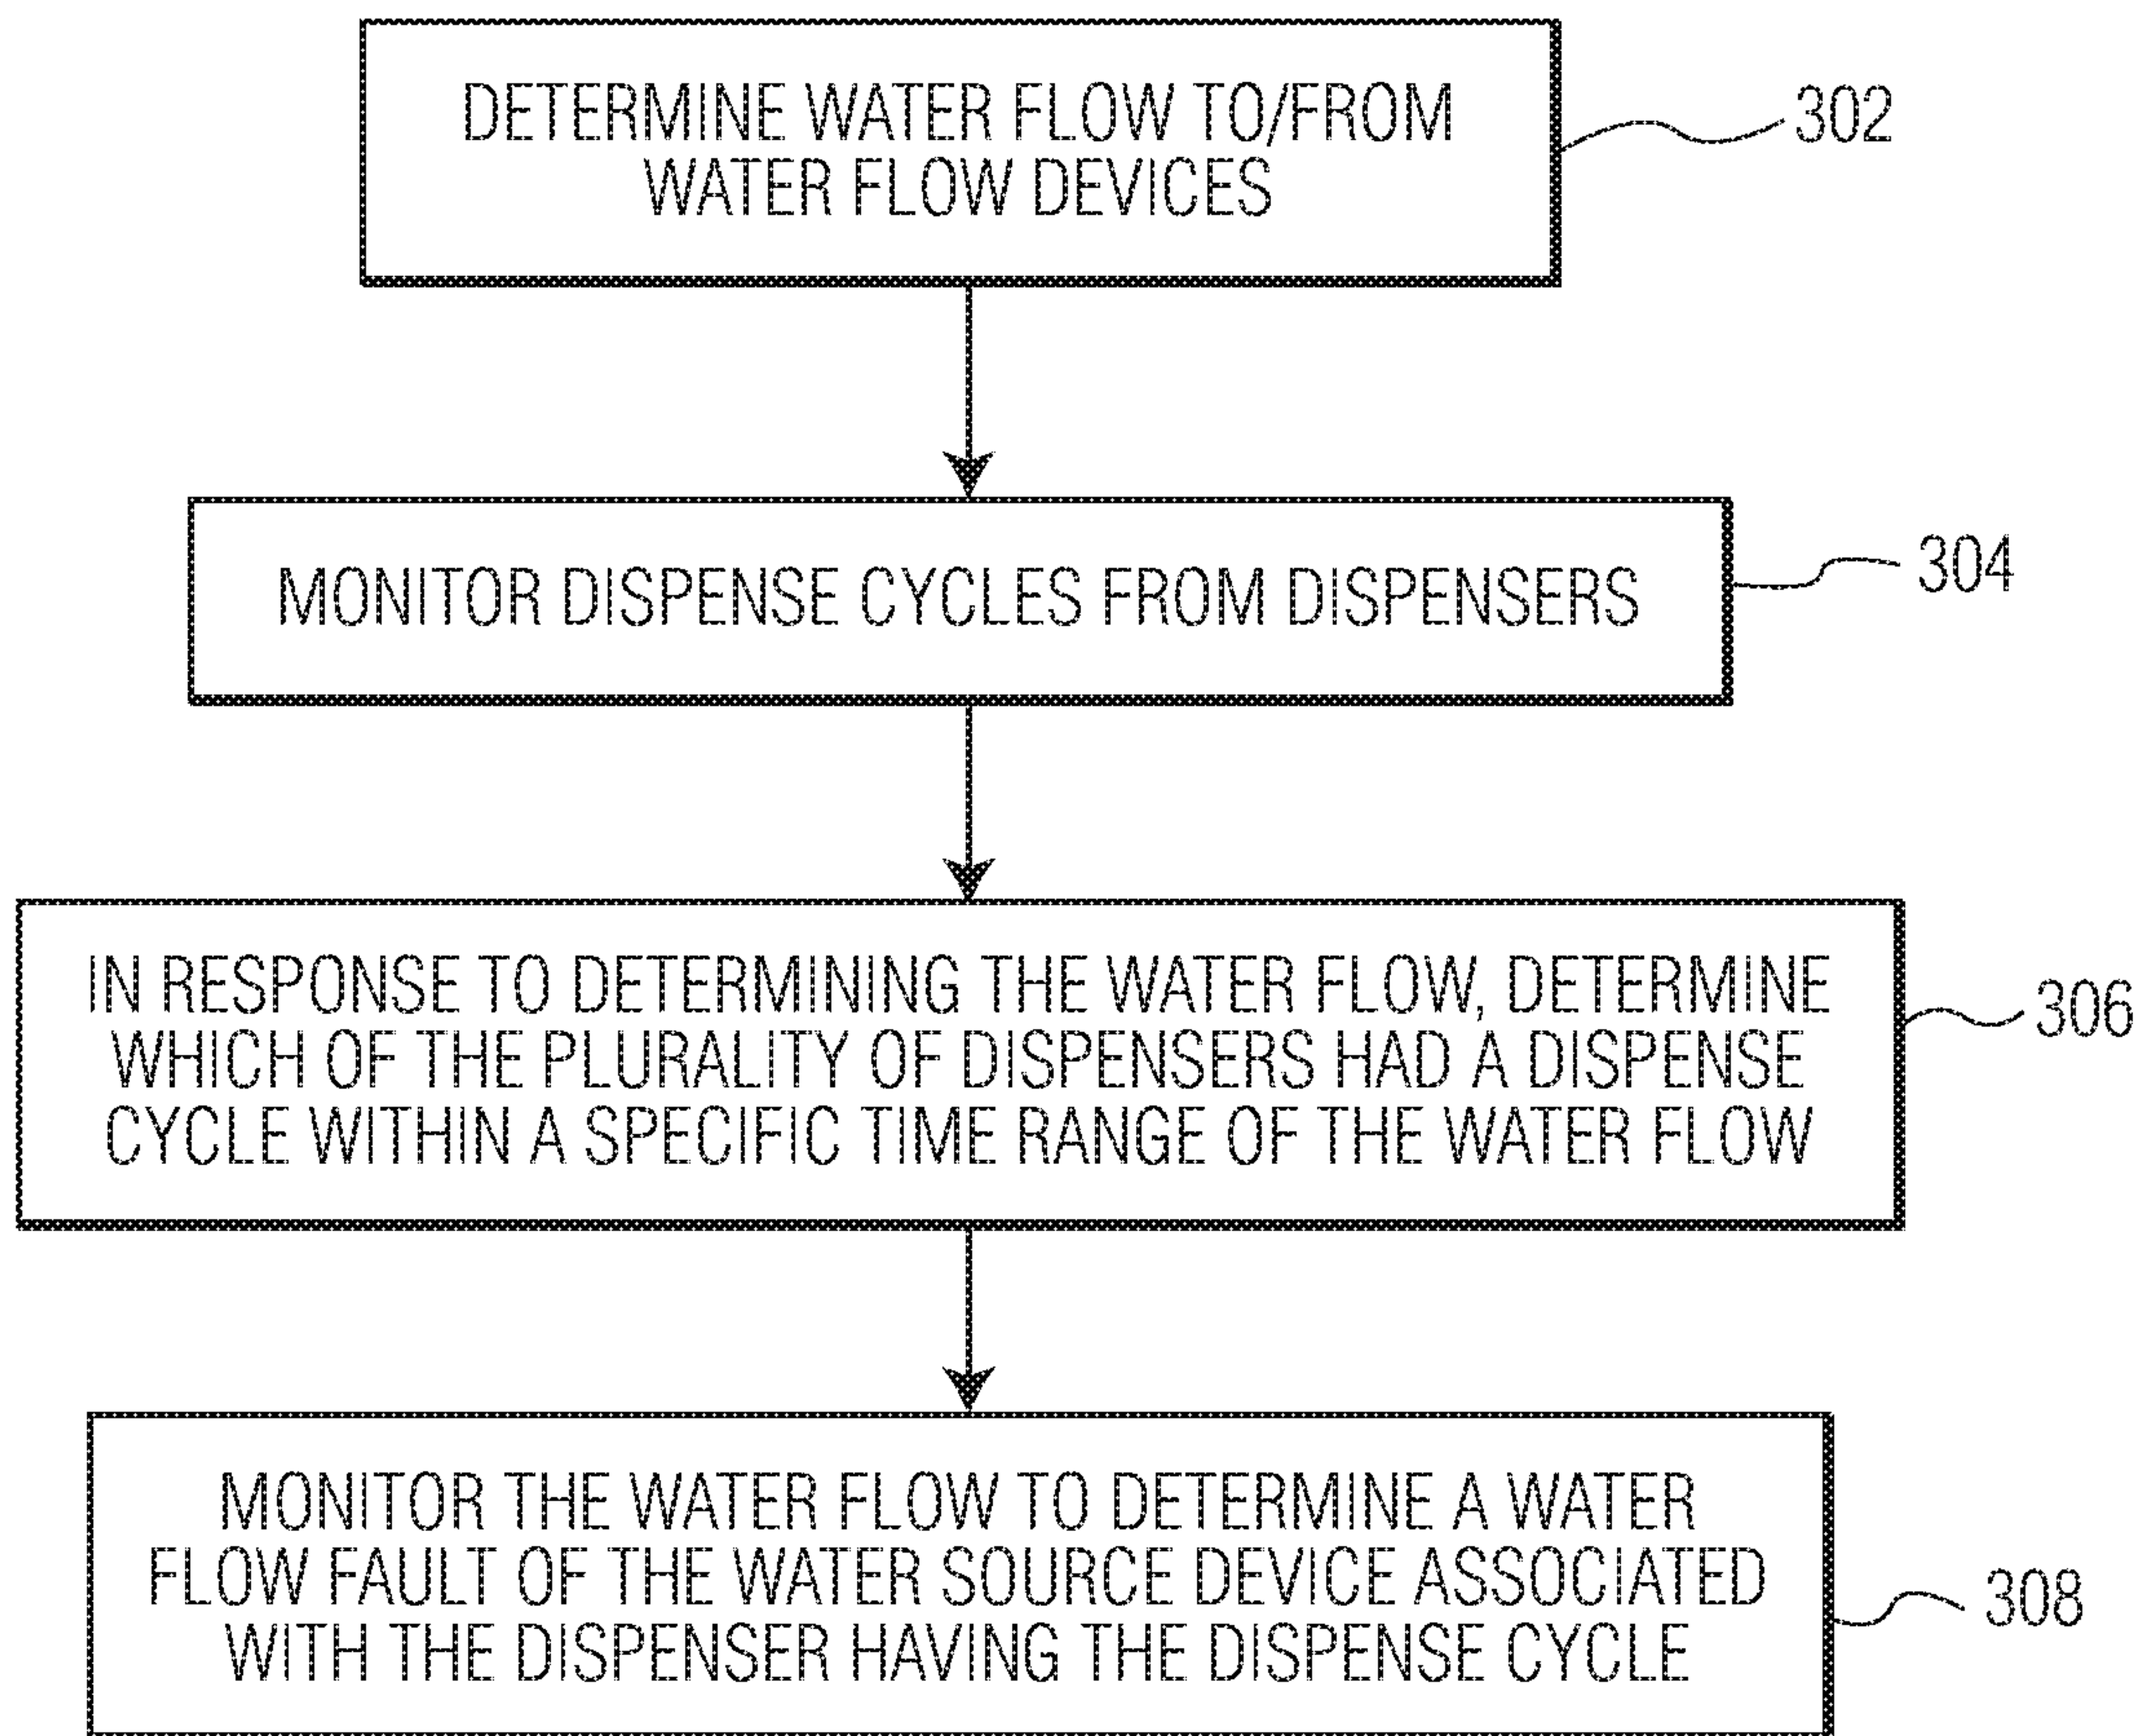 DETERMINE WATER FLOW TO/FROM
WATER FLOW DEVICES
302
MONITOR DISPENSE CYCLES FROM DISPENSERS
304
IN RESPONSE TO DETERMINING THE WATER FLOW, DETERMINE
WHICH OF THE PLURALITY OF DISPENSERS HAD A DISPENSE
CYCLE WITHIN A SPECIFIC TIME RANGE OF THE WATER FLOW
306
MONITOR THE WATER FLOW TO DETERMINE A WATER
FLOW FAULT OF THE WATER SOURCE DEVICE ASSOCIATED
WITH THE DISPENSER HAVING THE DISPENSE CYCLE
308